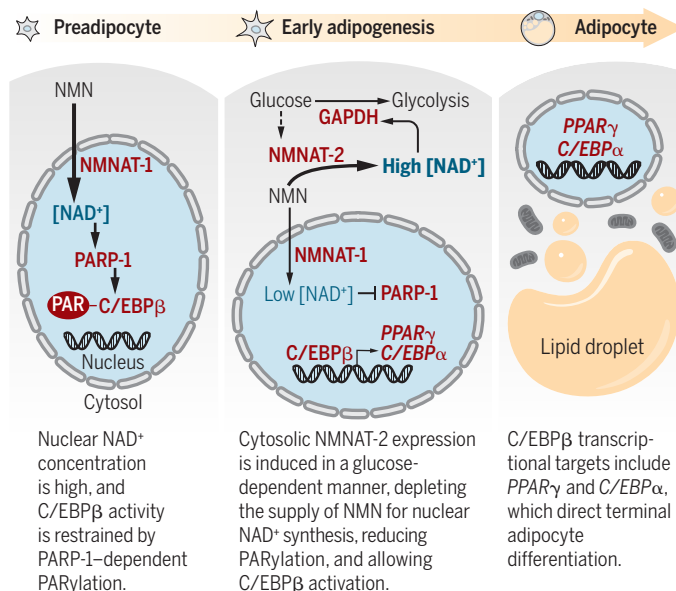 Preadipocyte
Early adipogenesis
Adipocyte
NMN
NMNAT-1
[NAD⁺]
PARP-1
PAR
C/EBPβ
Nucleus
Cytosol
Nuclear NAD⁺
concentration
is high, and
C/EBPβ activity
is restrained by
PARP-1–dependent
PARylation.
Glucose
Glycolysis
GAPDH
NMNAT-2
High [NAD⁺]
NMN
NMNAT-1
Low [NAD⁺]
PARP-1
C/EBPβ
PPARγ
C/EBPα
Cytosolic NMNAT-2 expression
is induced in a glucose-
dependent manner, depleting
the supply of NMN for nuclear
NAD⁺ synthesis, reducing
PARylation, and allowing
C/EBPβ activation.
PPARγ
C/EBPα
Lipid droplet
C/EBPβ transcrip-
tional targets include
PPARγ and C/EBPα,
which direct terminal
adipocyte
differentiation.